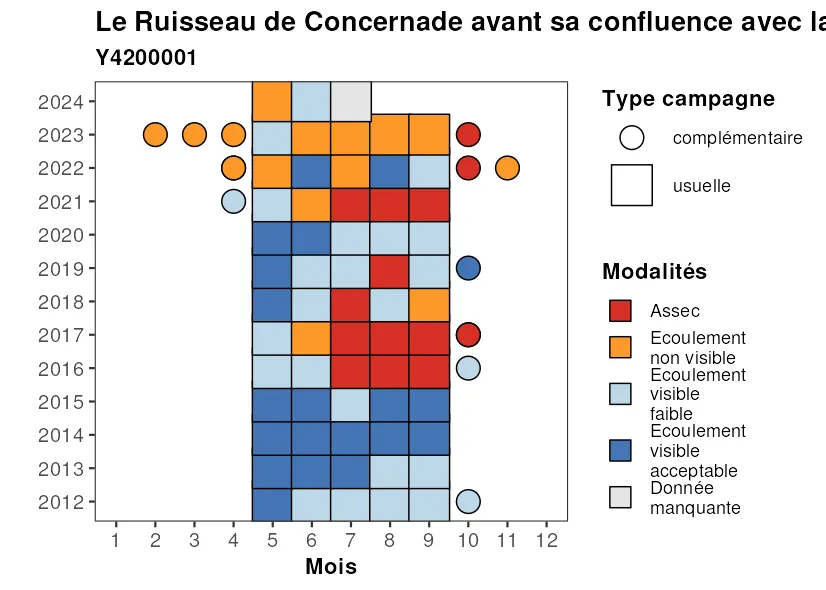 Le Ruisseau de Concernade avant sa confluence avec la
Y4200001
2024
2023
2022
2021
2020
2019
2018
2017
2016
2015
2014
2013
2012
1 2 3 4 5 6 7 8 9 10 11 12
Mois
Type campagne
complémentaire
usuelle
Modalités
Assec
Ecoulement
non visible
Ecoulement
visible
faible
Ecoulement
visible
acceptable
Donnée
manquante